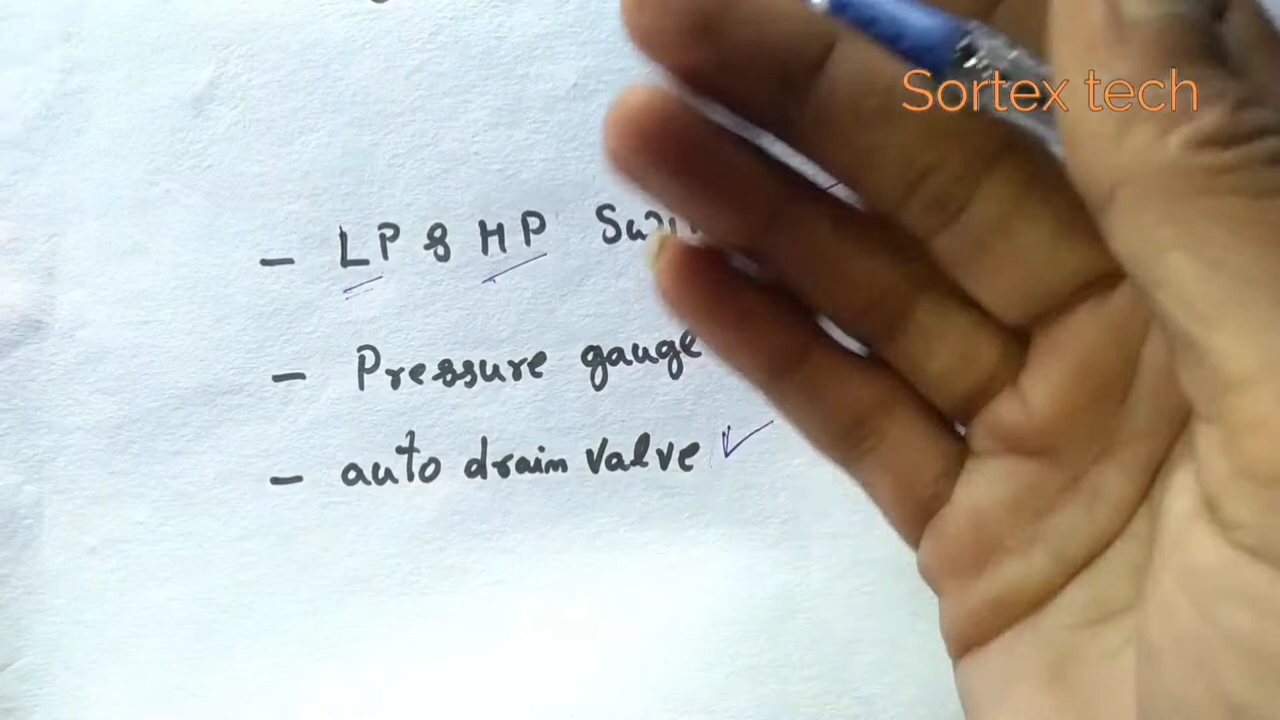 Sortex tech
- LP & HP
- Pressure gauge
- auto drain valve ✓